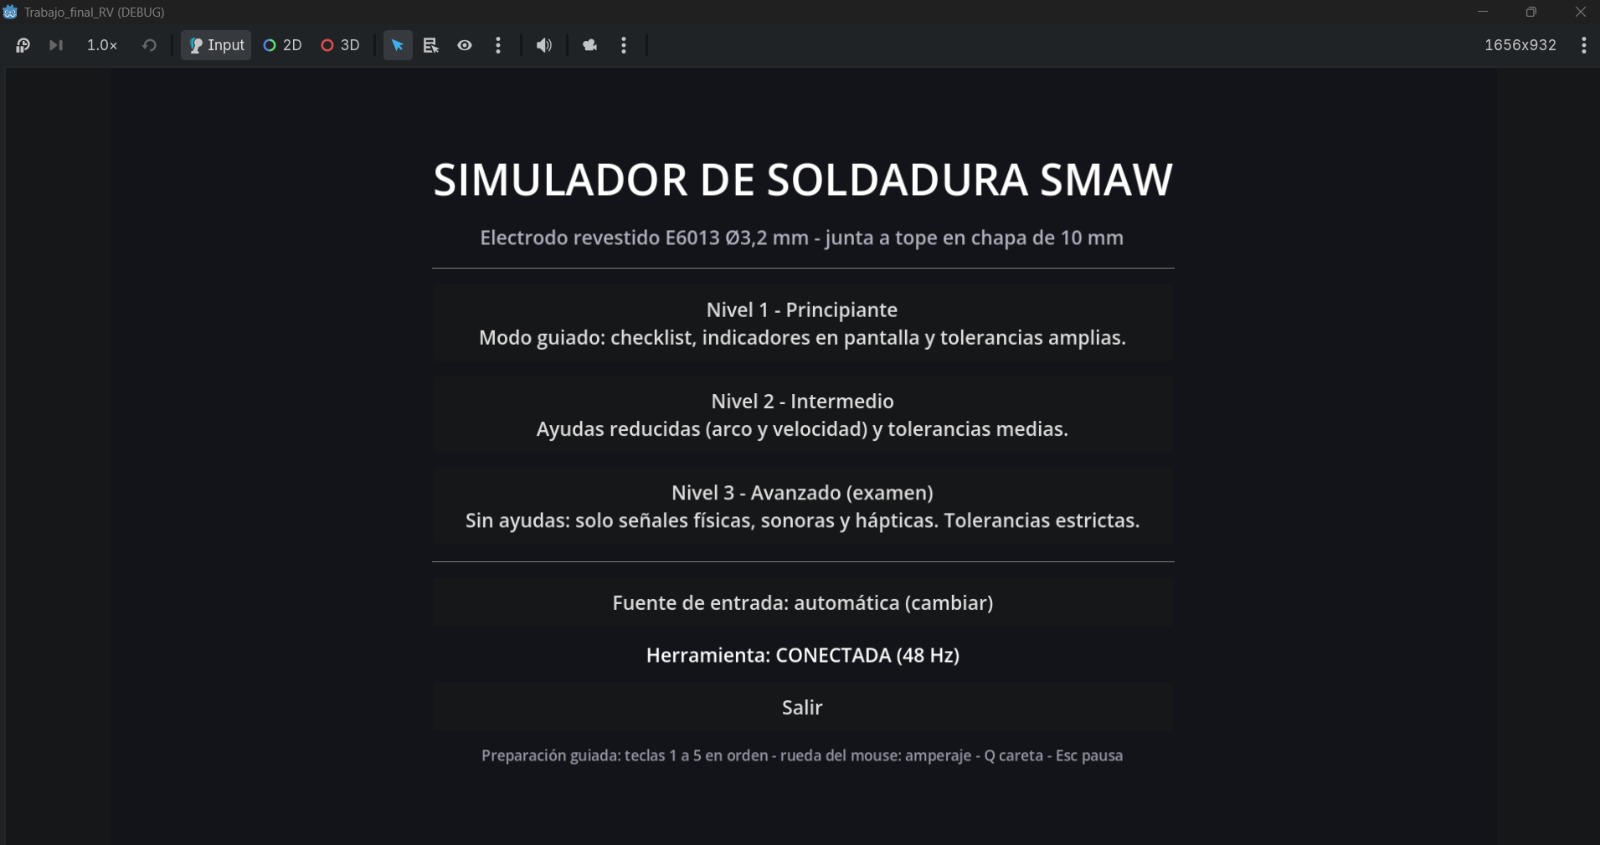 Trabajo_final_RV (DEBUG)
1.0× Input 2D 3D 1656x932
SIMULADOR DE SOLDADURA SMAW
Electrodo revestido E6013 Ø3,2 mm - junta a tope en chapa de 10 mm
Nivel 1 - Principiante
Modo guiado: checklist, indicadores en pantalla y tolerancias amplias.
Nivel 2 - Intermedio
Ayudas reducidas (arco y velocidad) y tolerancias medias.
Nivel 3 - Avanzado (examen)
Sin ayudas: solo señales físicas, sonoras y hápticas. Tolerancias estrictas.
Fuente de entrada: automática (cambiar)
Herramienta: CONECTADA (48 Hz)
Salir
Preparación guiada: teclas 1 a 5 en orden - rueda del mouse: amperaje - Q careta - Esc pausa